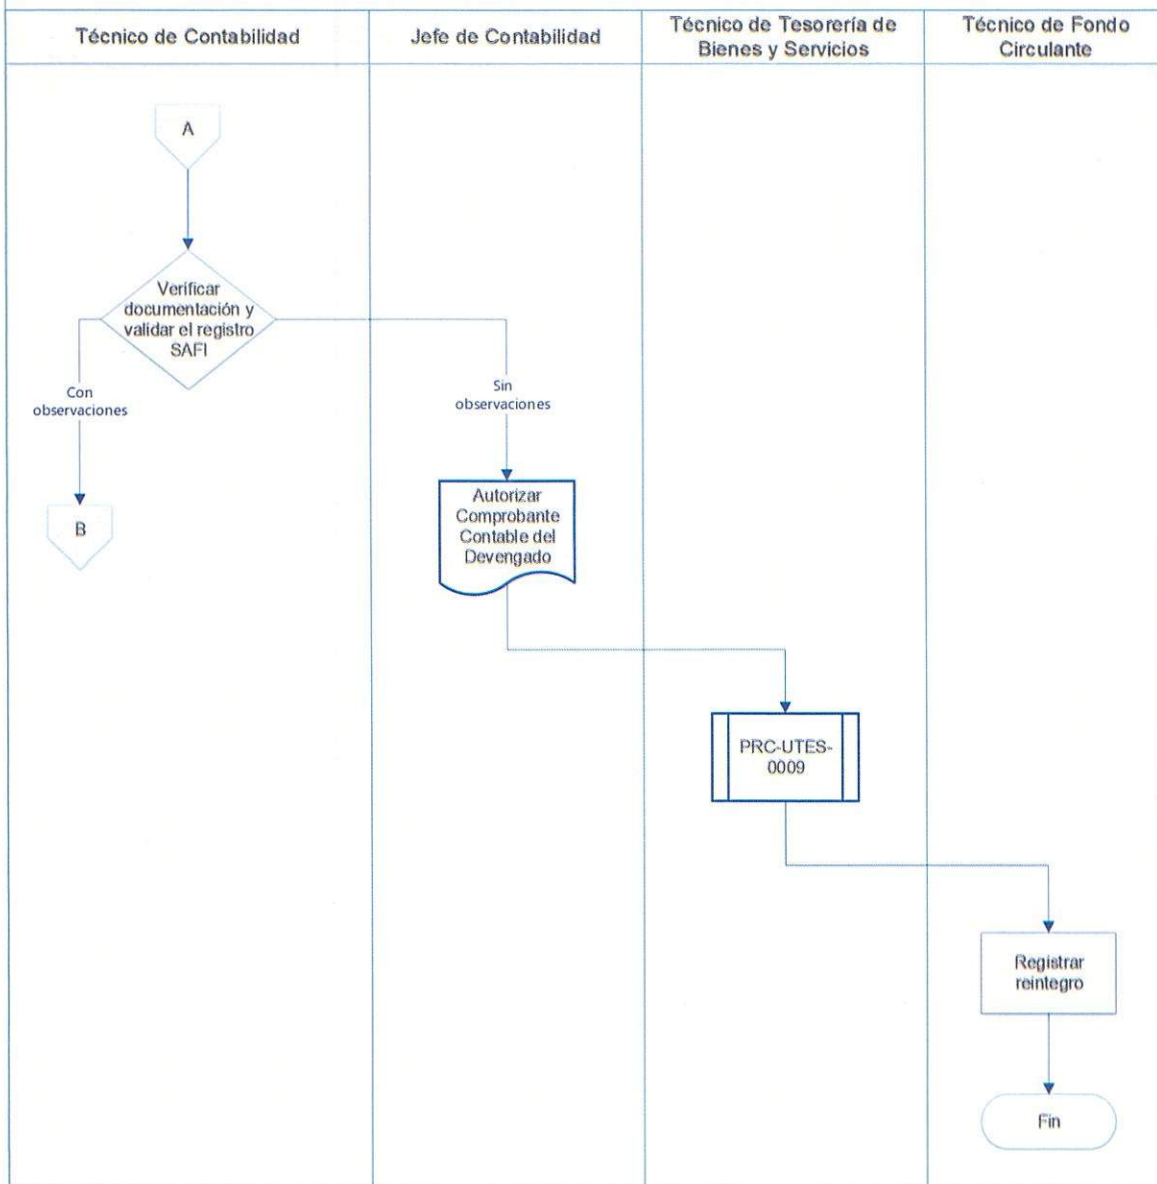 Técnico de Contabilidad
Jefe de Contabilidad
Técnico de Tesorería de
Bienes y Servicios
Técnico de Fondo
Circulante
A
Verificar
documentación y
validar el registro
SAFI
Con
observaciones
Sin
observaciones
B
Autorizar
Comprobante
Contable del
Devengado
PRC-UTES-
0009
Registrar
reintegro
Fin